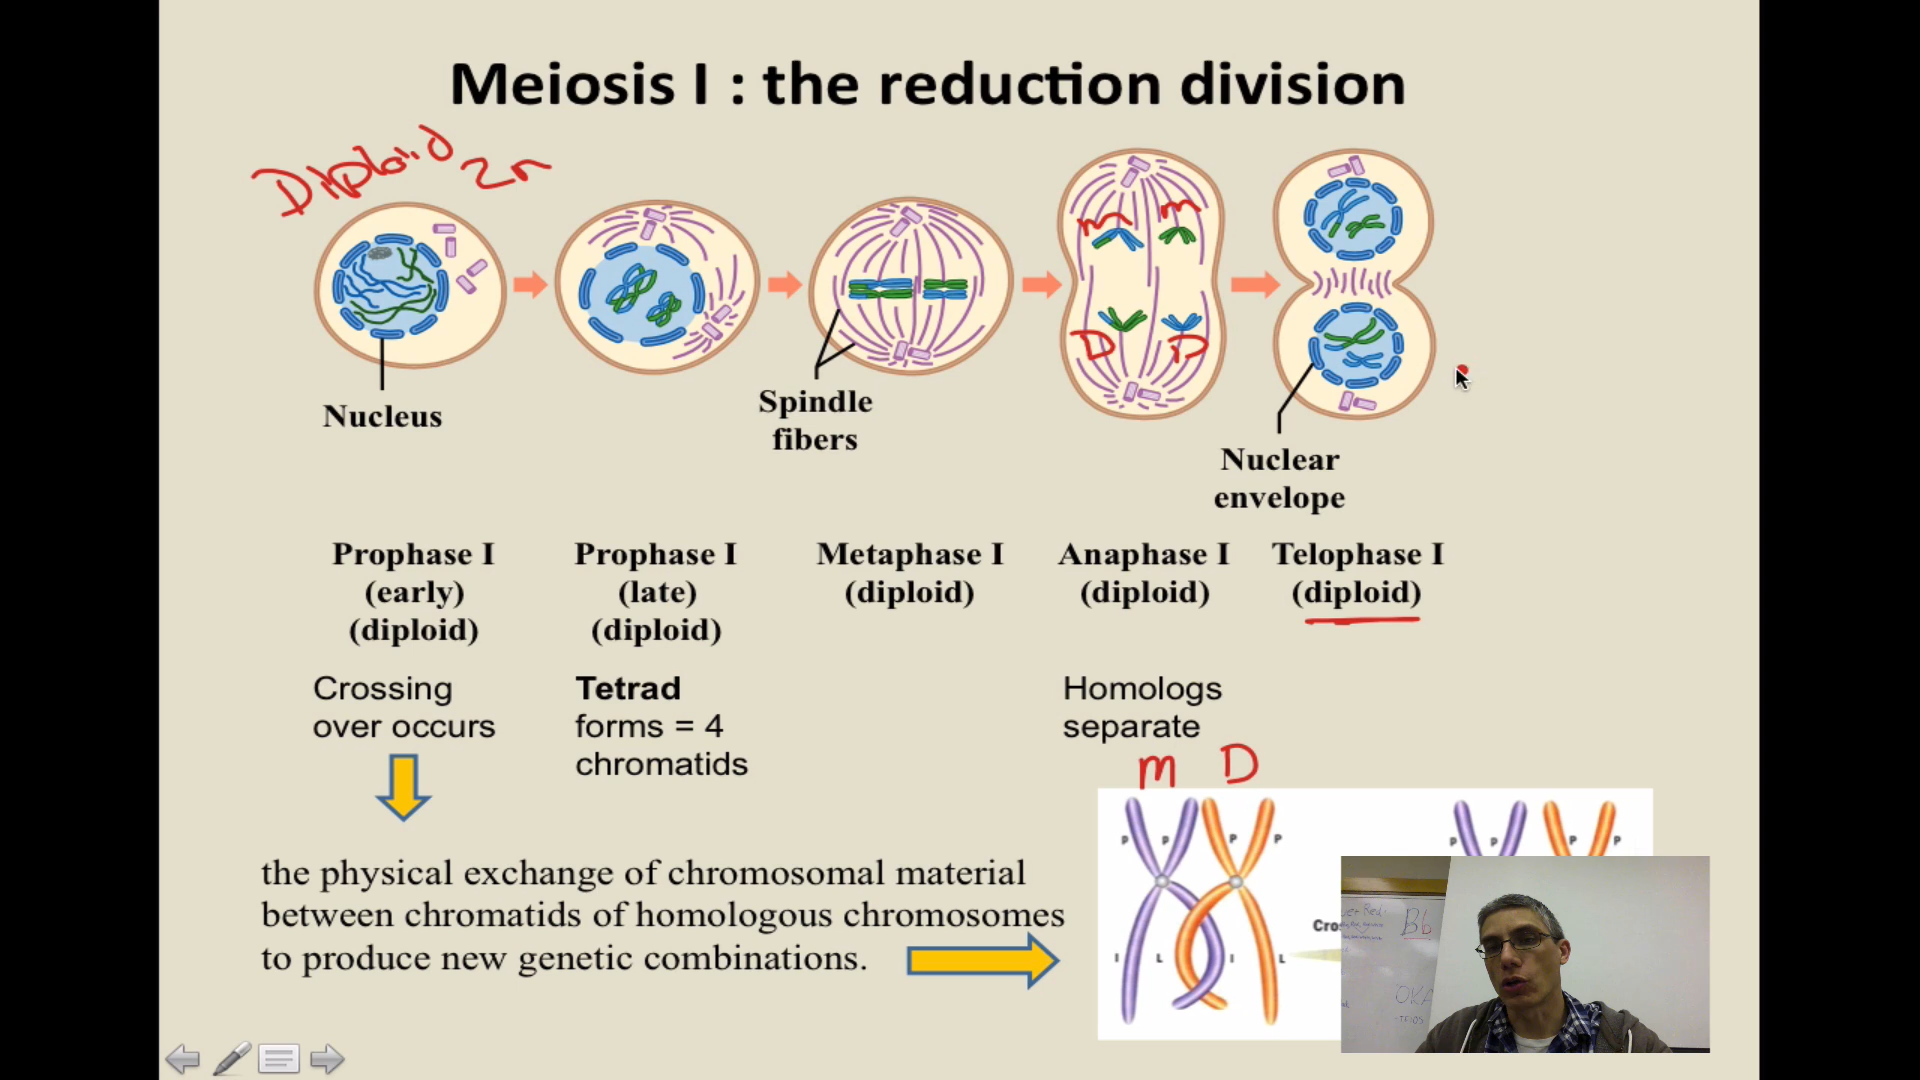 Meiosis I : the reduction division
Diploid 2n
m m
D D
Nucleus
Spindle
fibers
Nuclear
envelope
Prophase I
(early)
(diploid)
Prophase I
(late)
(diploid)
Metaphase I
(diploid)
Anaphase I
(diploid)
Telophase I
(diploid)
Crossing
over occurs
Tetrad
forms = 4
chromatids
Homologs
separate
m D
the physical exchange of chromosomal material
between chromatids of homologous chromosomes
to produce new genetic combinations.
P P P P
I L I L
P P P P
Cros
Bb